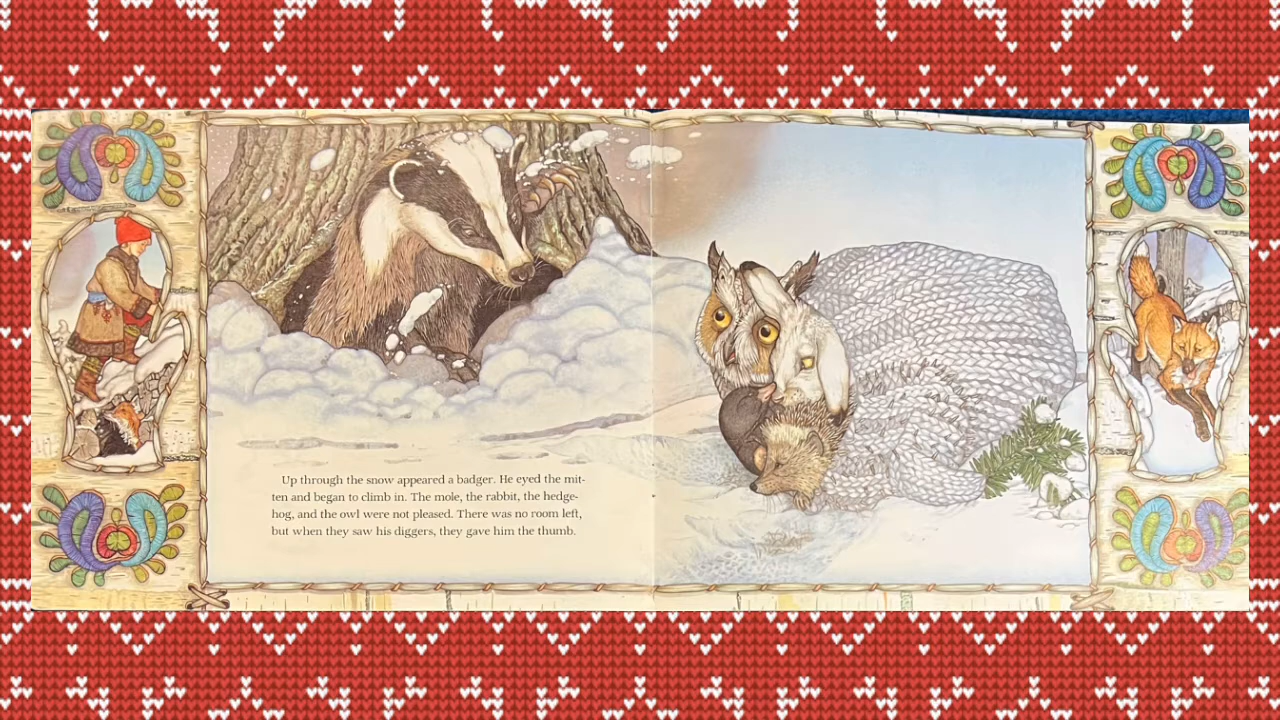 Up through the snow appeared a badger. He eyed the mit-
ten and began to climb in. The mole, the rabbit, the hedge-
hog, and the owl were not pleased. There was no room left,
but when they saw his diggers, they gave him the thumb.